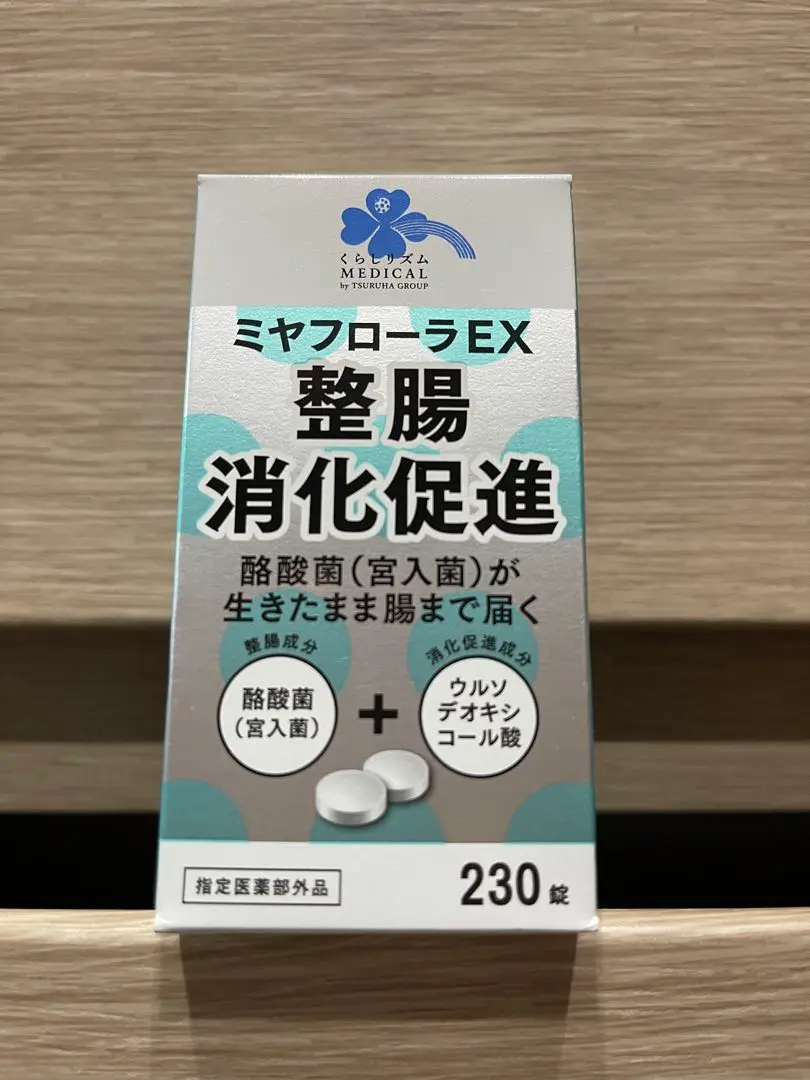 くらしリズム
MEDICAL
by TSURUHA GROUP
ミヤフローラEX
整腸
消化促進
酪酸菌(宮入菌)が
生きたまま腸まで届く
整腸成分
酪酸菌
(宮入菌)
+
消化促進成分
ウルソ
デオキシ
コール酸
指定医薬部外品
230錠